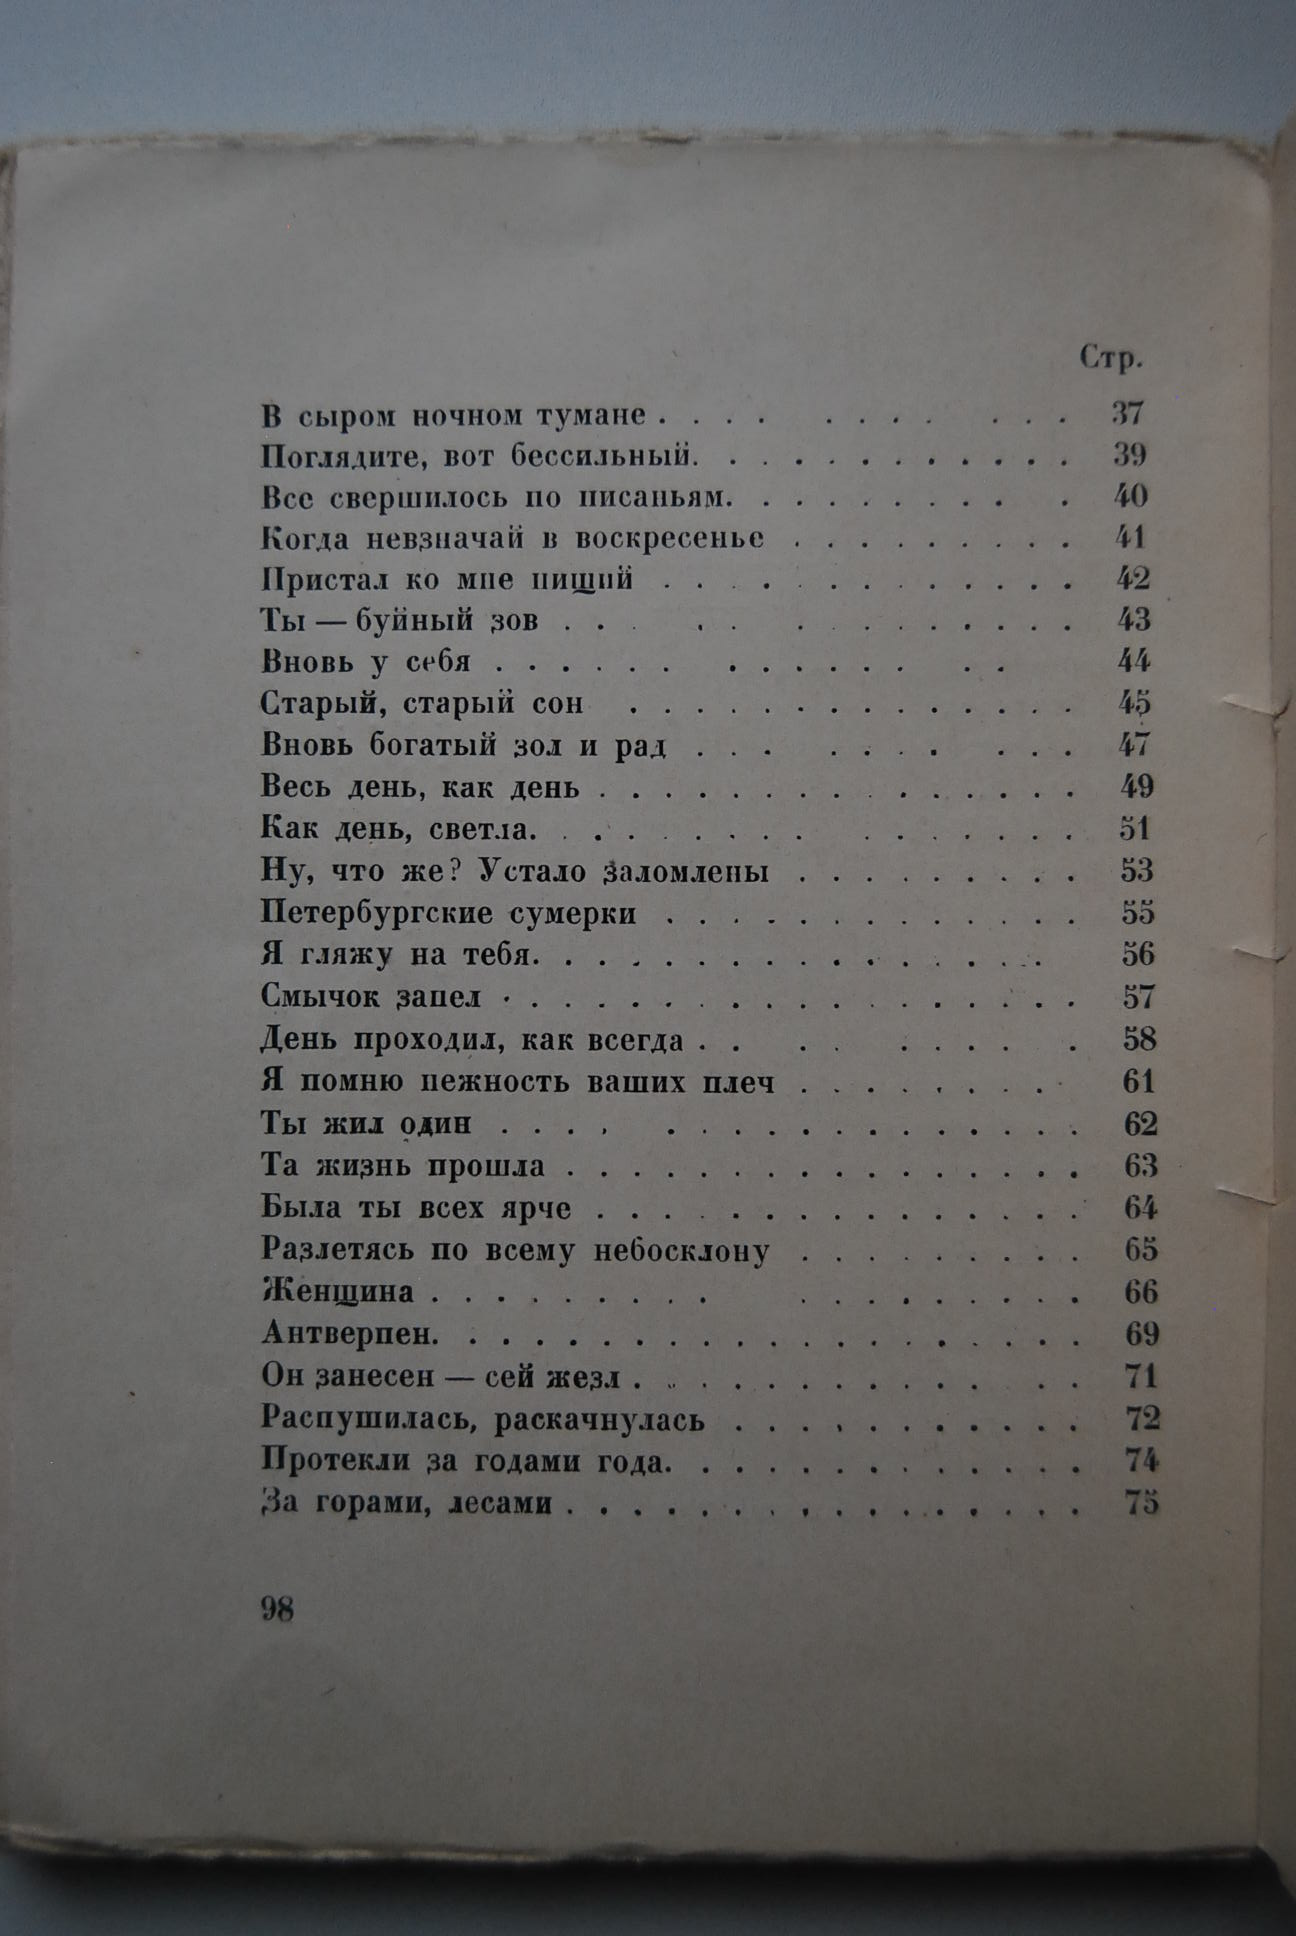 Стр.
В сыром ночном тумане . . . . . . . . . . . 37
Поглядите, вот бессильный. . . . . . . . . . . . 39
Все свершилось по писаньям. . . . . . . . . . 40
Когда невзначай в воскресенье . . . . . . . . . 41
Пристал ко мне нищий . . . . . . . . . . . . 42
Ты — буйный зов . . . . . . . . . . . . . . 43
Вновь у себя . . . . . . . . . . . . . . 44
Старый, старый сон . . . . . . . . . . . . . . 45
Вновь богатый зол и рад . . . . . . . . . . 47
Весь день, как день . . . . . . . . . . . . . . . 49
Как день, светла. . . . . . . . . . . . . . . 51
Ну, что же? Устало заломлены . . . . . . . . . 53
Петербургские сумерки . . . . . . . . . . . . . 55
Я гляжу на тебя. . . . . . . . . . . . . . . . 56
Смычок запел . . . . . . . . . . . . . . . . . . 57
День проходил, как всегда . . . . . . . . . 58
Я помню нежность ваших плеч . . . . . . . . . 61
Ты жил один . . . . . . . . . . . . . . . . . 62
Та жизнь прошла . . . . . . . . . . . . . . . . 63
Была ты всех ярче . . . . . . . . . . . . . . 64
Разлетясь по всему небосклону . . . . . . . . . 65
Женщина . . . . . . . . . . . . . . . . . . 66
Антверпен. . . . . . . . . . . . . . . . . . . . 69
Он занесен — сей жезл . . . . . . . . . . . . . 71
Распушилась, раскачнулась . . . . . . . . . . . 72
Протекли за годами года. . . . . . . . . . . . . 74
За горами, лесами . . . . . . . . . . . . . . . . 75
98